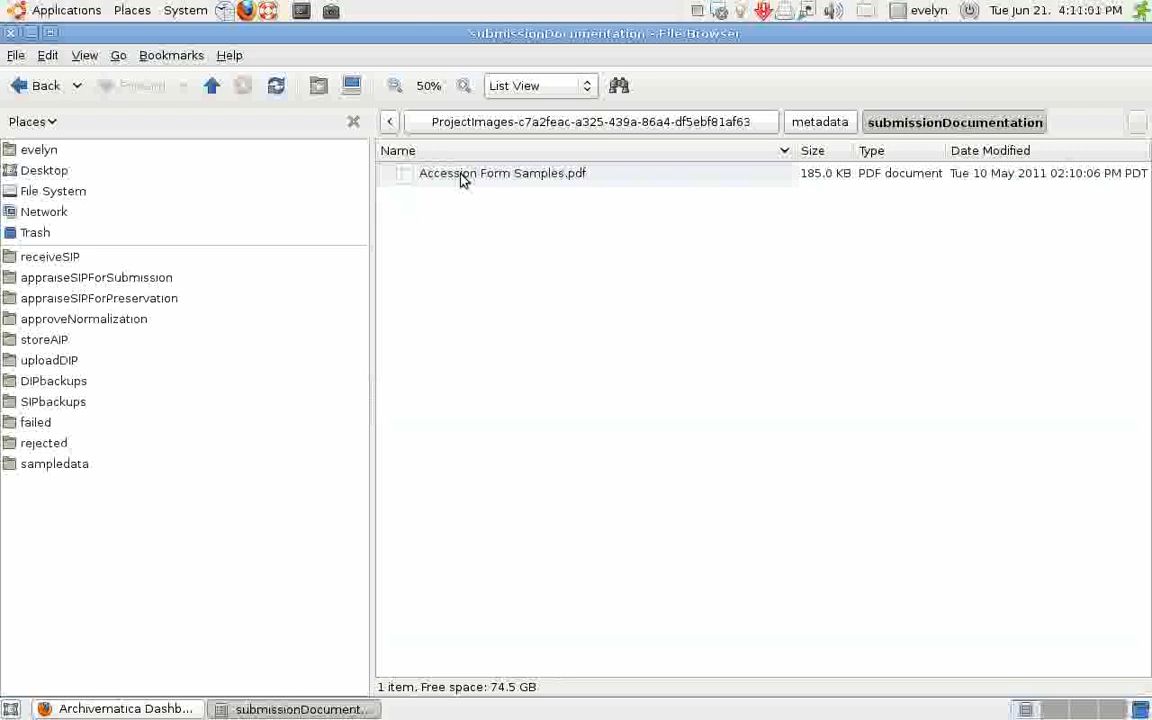 Applications Places System evelyn Tue Jun 21, 4:11:01 PM
submissionDocumentation - File Browser
File Edit View Go Bookmarks Help
Back Forward 50% List View
Places ProjectImages-c7a2feac-a325-439a-86a4-df5ebf81af63 metadata submissionDocumentation
Name Size Type Date Modified
Accession Form Samples.pdf 185.0 KB PDF document Tue 10 May 2011 02:10:06 PM PDT
evelyn
Desktop
File System
Network
Trash
receiveSIP
appraiseSIPForSubmission
appraiseSIPForPreservation
approveNormalization
storeAIP
uploadDIP
DIPbackups
SIPbackups
failed
rejected
sampledata
1 item, Free space: 74.5 GB
Archivematica Dashb... submissionDocument...